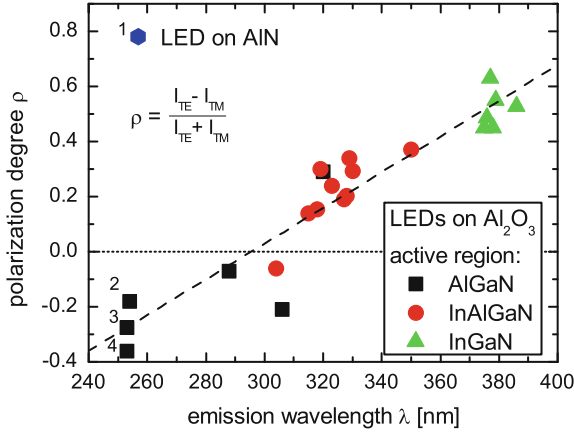 1 LED on AlN
ρ = (I_TE - I_TM) / (I_TE + I_TM)
polarization degree ρ
0.8
0.6
0.4
0.2
0.0
-0.2
-0.4
2
3
4
LEDs on Al₂O₃
active region:
AlGaN
InAlGaN
InGaN
240 260 280 300 320 340 360 380 400
emission wavelength λ [nm]